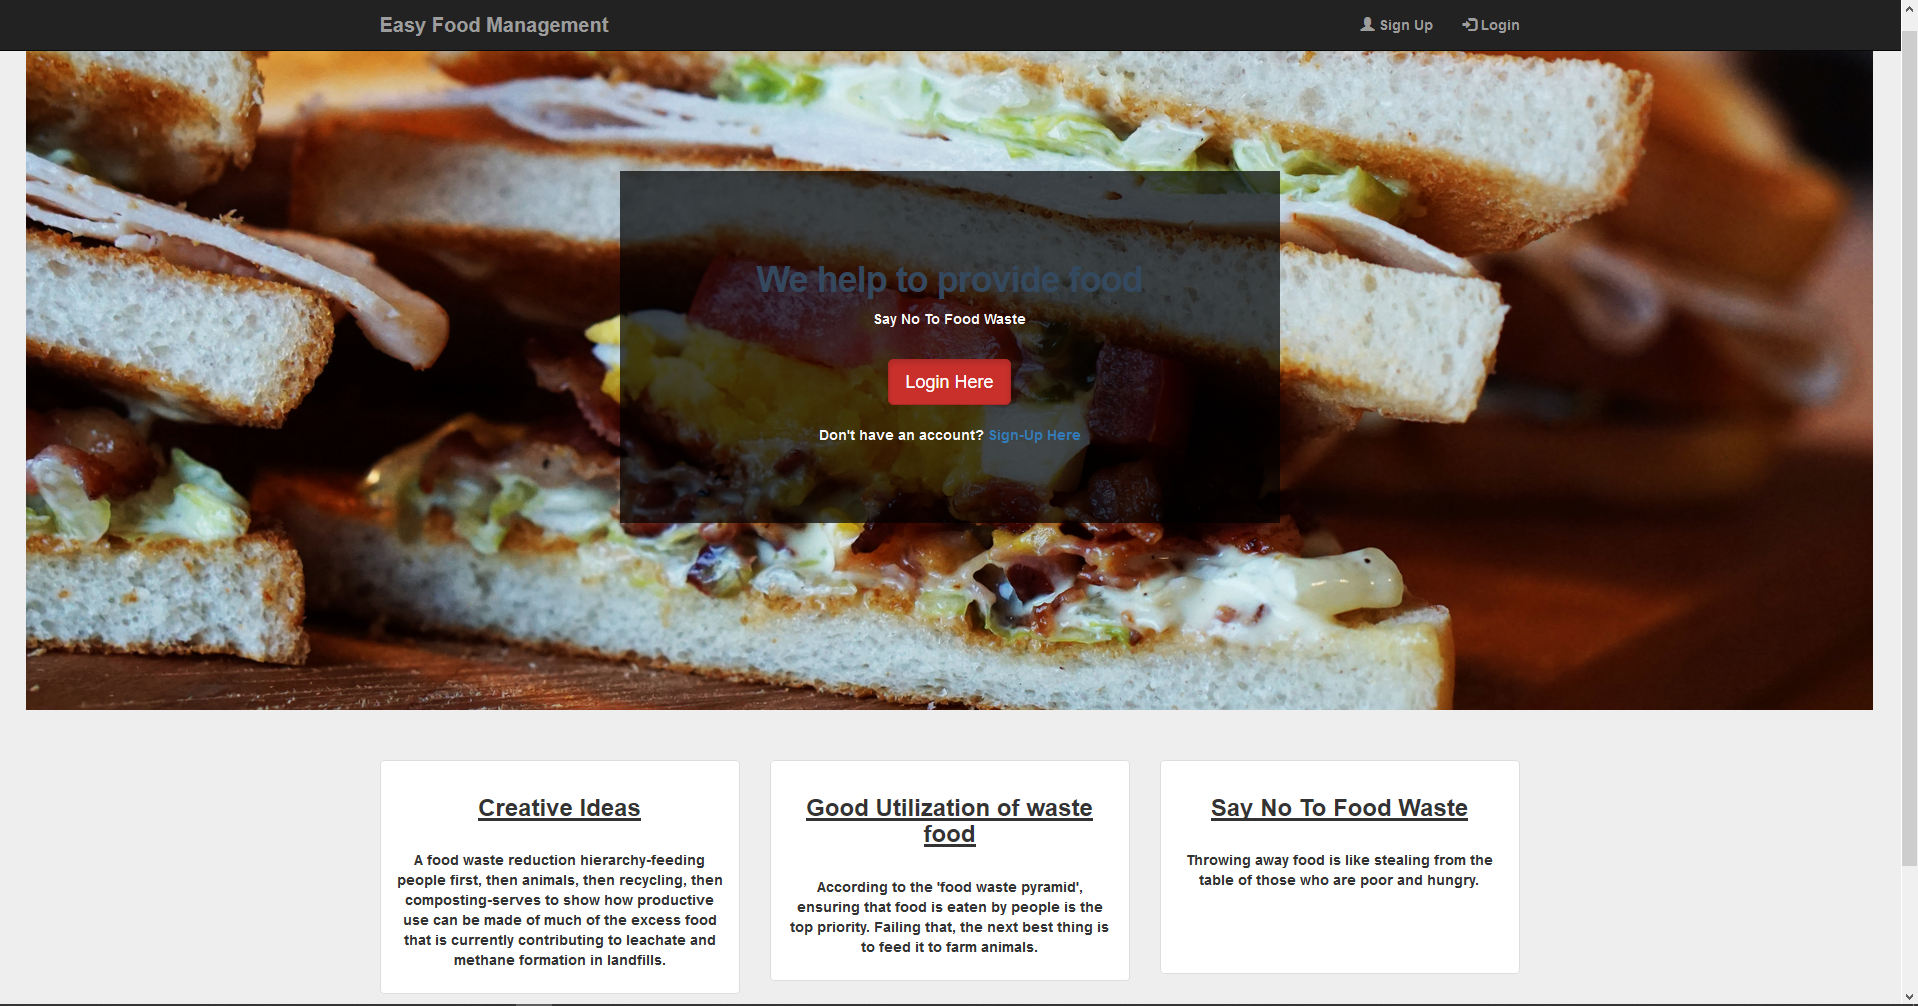 Easy Food Management
Sign Up
Login
We help to provide food
Say No To Food Waste
Login Here
Don't have an account? Sign-Up Here
Creative Ideas
A food waste reduction hierarchy-feeding
people first, then animals, then recycling, then
composting-serves to show how productive
use can be made of much of the excess food
that is currently contributing to leachate and
methane formation in landfills.
Good Utilization of waste
food
According to the 'food waste pyramid',
ensuring that food is eaten by people is the
top priority. Failing that, the next best thing is
to feed it to farm animals.
Say No To Food Waste
Throwing away food is like stealing from the
table of those who are poor and hungry.